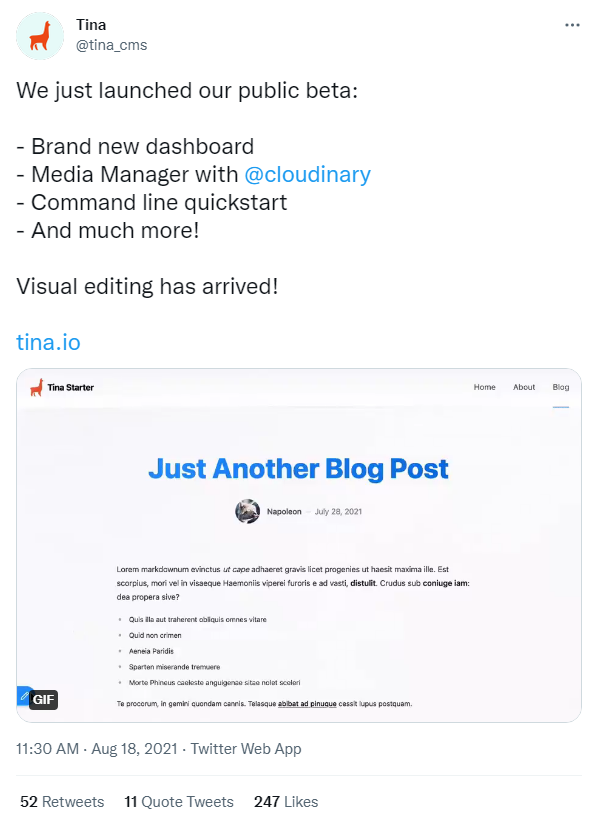 Tina
@tina_cms
We just launched our public beta:
- Brand new dashboard
- Media Manager with @cloudinary
- Command line quickstart
- And much more!
Visual editing has arrived!
tina.io
Tina Starter
Home About Blog
Just Another Blog Post
Napoleon — July 28, 2021
Lorem markdownum evinctus ut cape adhaeret gravis licet progenies ut haesit maxima ille. Est
scorpius, mori vel in visaeque Haemoniis viperei furoris e ad vasti, distulit. Crudus sub coniuge iam:
dea propera sive?
• Quis illa aut traherent obliquis omnes vitare
• Quid non crimen
• Aeneia Paridis
• Sparten miserande tremuere
• Morte Phineus caeleste anguigenae sitae nolet sceleri
Te procorum, in gemini quondam cannis. Telasque abibat ad pinuque cessit lupus postquam.
GIF
11:30 AM · Aug 18, 2021 · Twitter Web App
52 Retweets 11 Quote Tweets 247 Likes